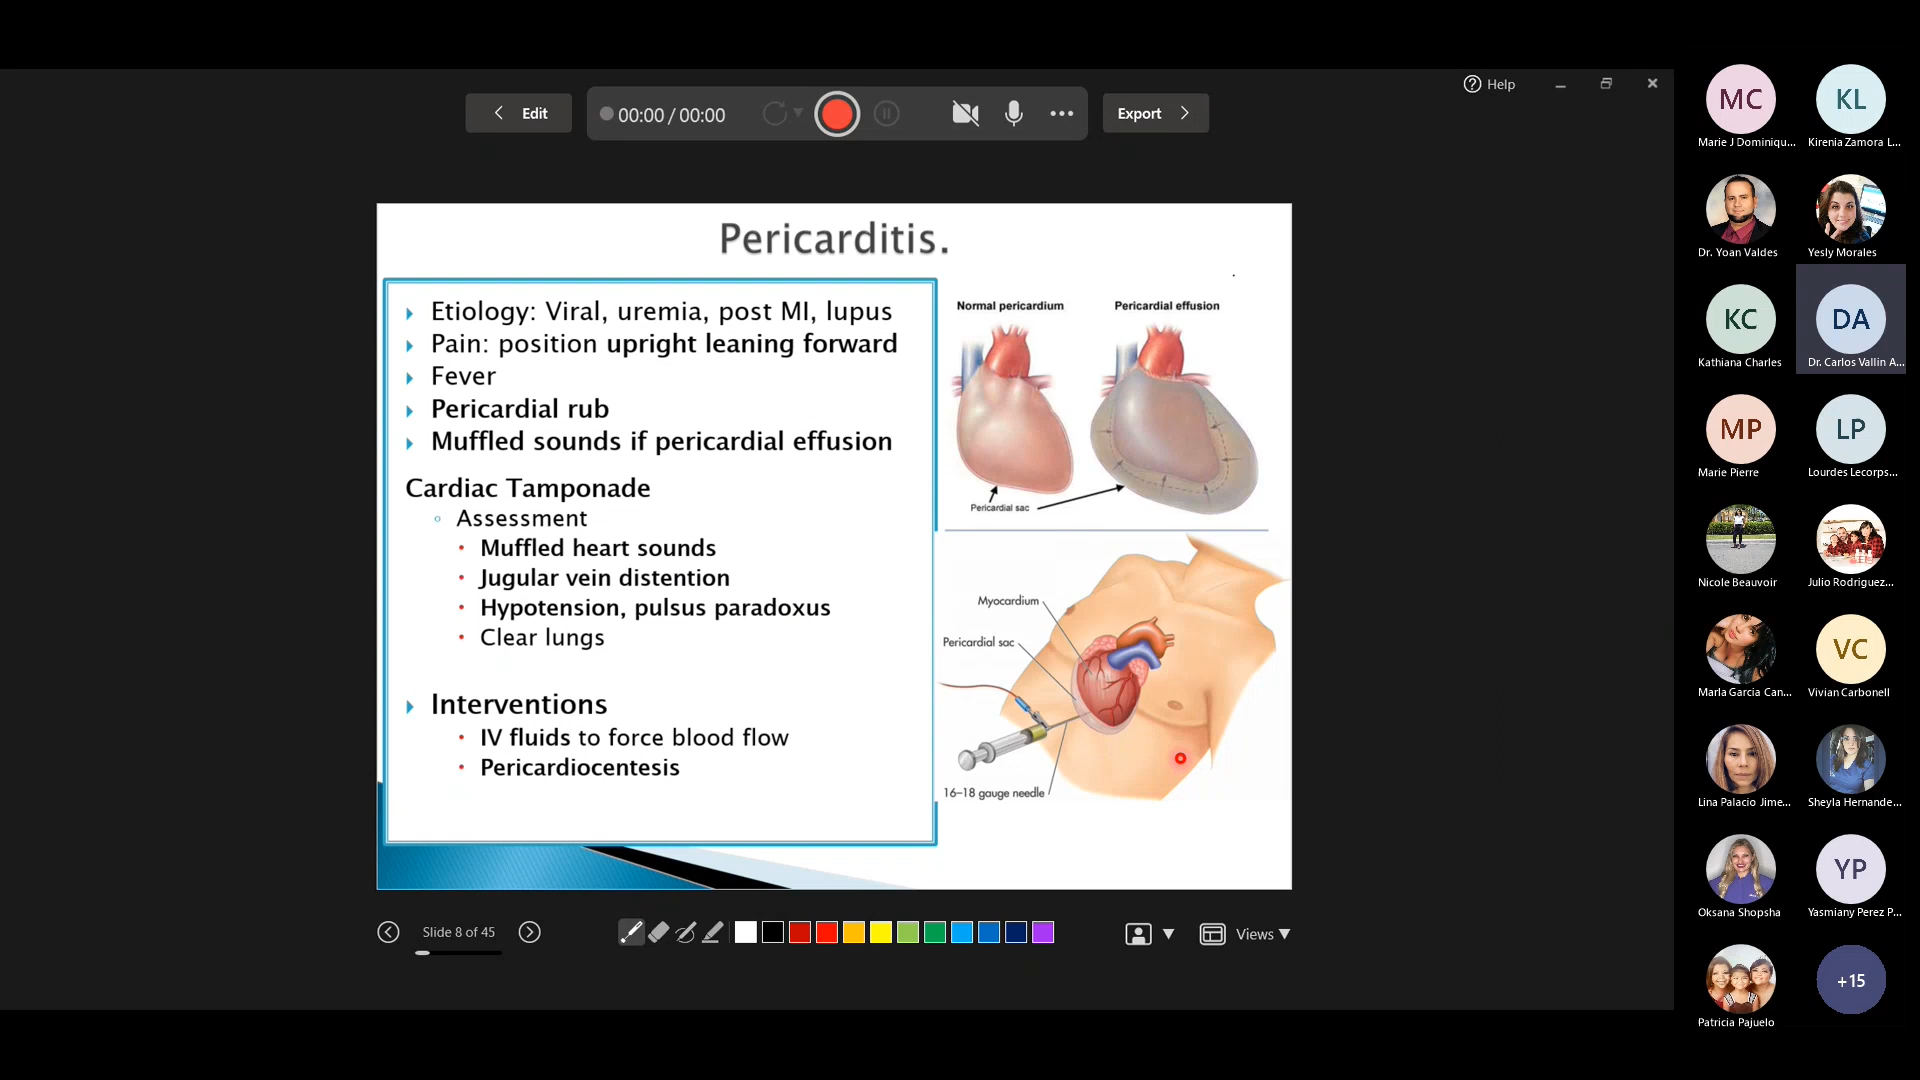 Help
Edit
00:00 / 00:00
Export
Pericarditis.
Etiology: Viral, uremia, post MI, lupus
Pain: position upright leaning forward
Fever
Pericardial rub
Muffled sounds if pericardial effusion
Cardiac Tamponade
Assessment
Muffled heart sounds
Jugular vein distention
Hypotension, pulsus paradoxus
Clear lungs
Interventions
IV fluids to force blood flow
Pericardiocentesis
Normal pericardium
Pericardial effusion
Pericardial sac
Myocardium
Pericardial sac
16–18 gauge needle
Slide 8 of 45
Views
MC
Marie J Dominiqu...
KL
Kirenia Zamora L...
Dr. Yoan Valdes
Yesly Morales
KC
Kathiana Charles
DA
Dr. Carlos Vallin A...
MP
Marie Pierre
LP
Lourdes Lecorps...
Nicole Beauvoir
Julio Rodriguez...
Marla Garcia Can...
VC
Vivian Carbonell
Lina Palacio Jime...
Sheyla Hernande...
Oksana Shopsha
YP
Yasmiany Perez P...
Patricia Pajuelo
+15